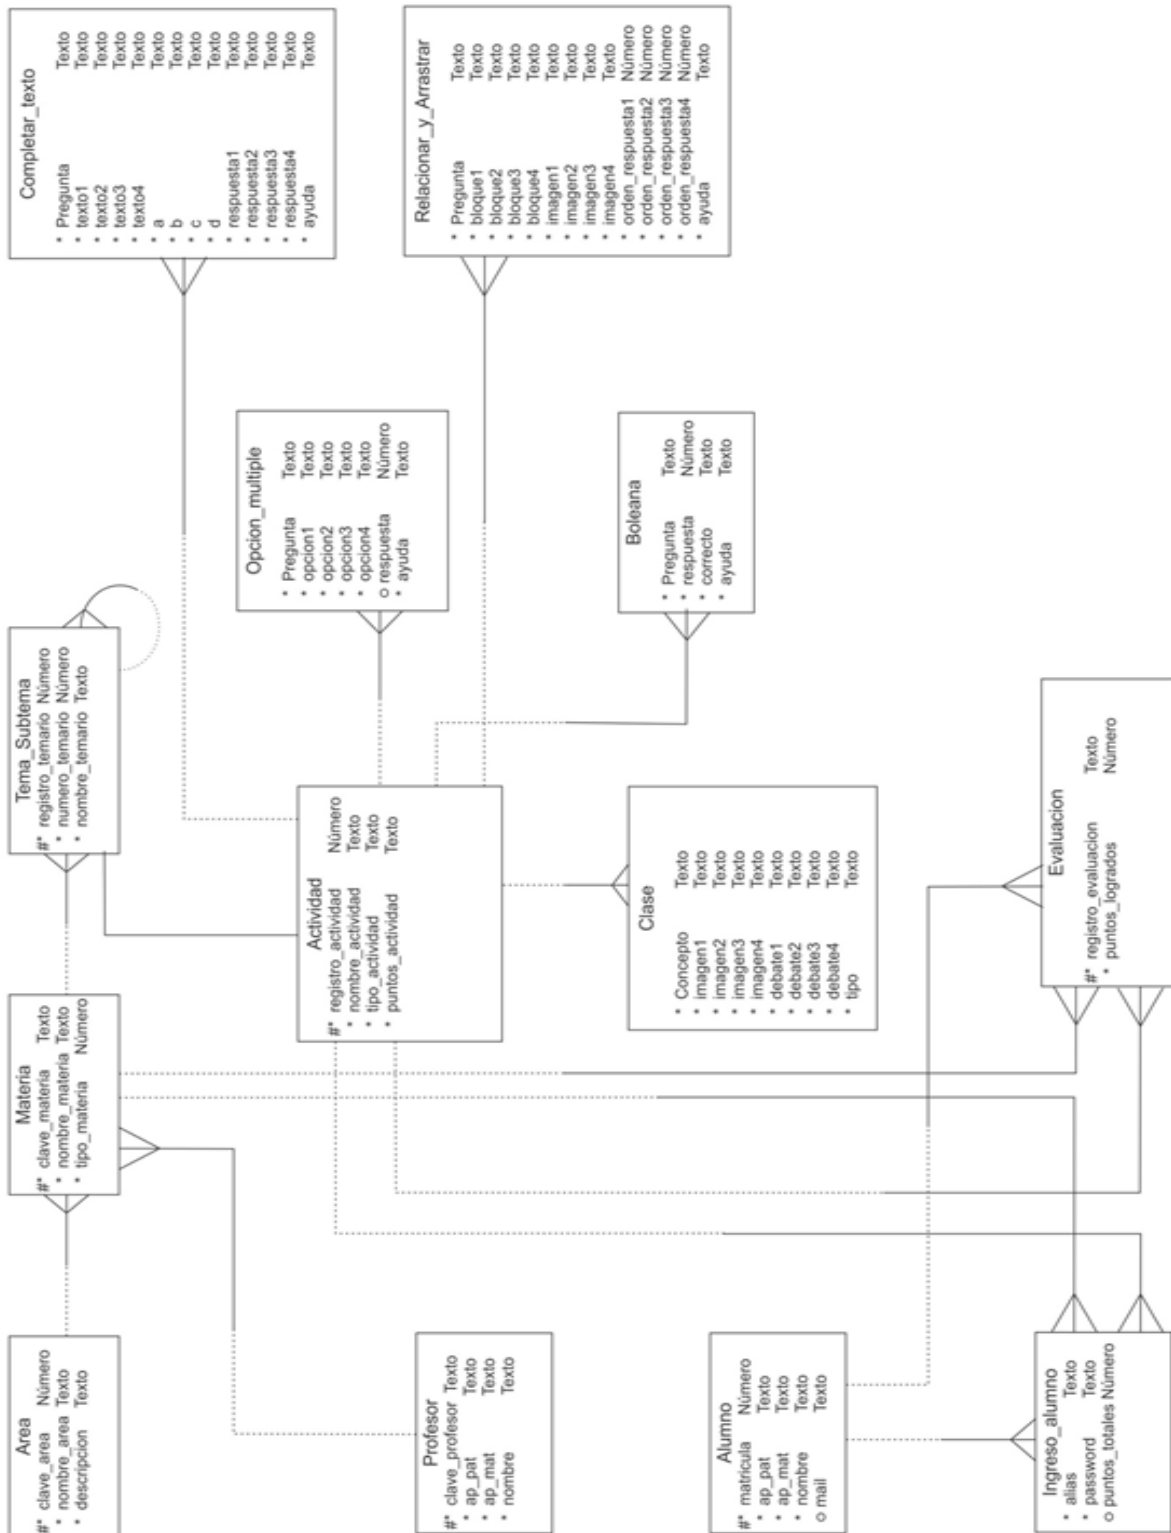 Area
#* clave_area Número
* nombre_area Texto
* descripcion Texto
Materia
#* clave_materia Texto
* nombre_materia Texto
* tipo_materia Número
Tema_Subtema
#* registro_temario Número
* numero_temario Número
* nombre_temario Texto
Completar_texto
* Pregunta Texto
* texto1 Texto
* texto2 Texto
* texto3 Texto
* texto4 Texto
* a Texto
* b Texto
* c Texto
* d Texto
* respuesta1 Texto
* respuesta2 Texto
* respuesta3 Texto
* respuesta4 Texto
* ayuda Texto
Opcion_multiple
* Pregunta Texto
* opcion1 Texto
* opcion2 Texto
* opcion3 Texto
* opcion4 Texto
o respuesta Número
* ayuda Texto
Relacionar_y_Arrastrar
* Pregunta Texto
* bloque1 Texto
* bloque2 Texto
* bloque3 Texto
* bloque4 Texto
* imagen1 Texto
* imagen2 Texto
* imagen3 Texto
* imagen4 Texto
* orden_respuesta1 Número
* orden_respuesta2 Número
* orden_respuesta3 Número
* orden_respuesta4 Número
* ayuda Texto
Actividad
#* registro_actividad Número
* nombre_actividad Texto
* tipo_actividad Texto
* puntos_actividad Texto
Profesor
#* clave_profesor Texto
* ap_pat Texto
* ap_mat Texto
* nombre Texto
Boleana
* Pregunta Texto
* respuesta Número
* correcto Texto
* ayuda Texto
Clase
* Concepto Texto
* imagen1 Texto
* imagen2 Texto
* imagen3 Texto
* imagen4 Texto
* debate1 Texto
* debate2 Texto
* debate3 Texto
* debate4 Texto
* tipo Texto
Alumno
#* matricula Número
* ap_pat Texto
* ap_mat Texto
* nombre Texto
o mail Texto
Ingreso_alumno
* alias Texto
* password Texto
o puntos_totales Número
Evaluacion
#* registro_evaluacion Texto
* puntos_logrados Número